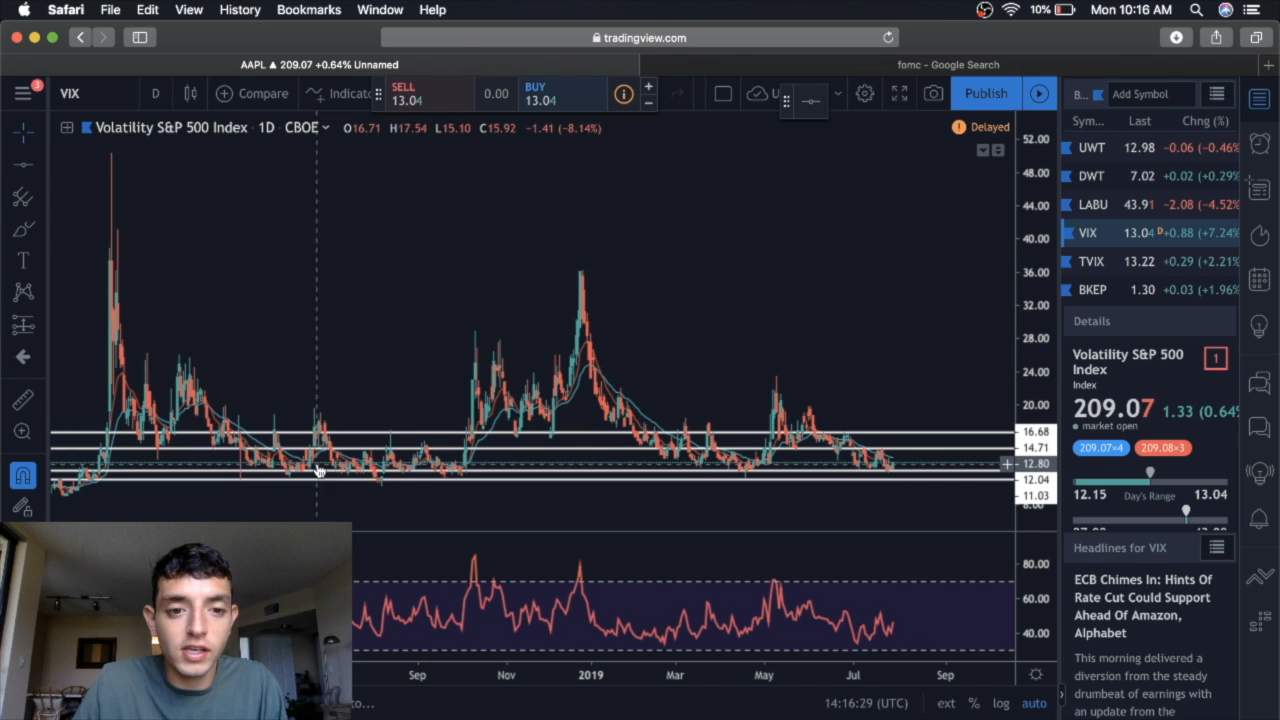 Safari File Edit View History Bookmarks Window Help 10% Mon 10:16 AM
tradingview.com
AAPL ▲ 209.07 +0.64% Unnamed
fomc - Google Search
3
VIX D Compare Indicato SELL 13.04 0.00 BUY 13.04 U Publish B... Add Symbol
Volatility S&P 500 Index · 1D · CBOE O16.71 H17.54 L15.10 C15.92 −1.41 (−8.14%) Delayed
Sym... Last Chng (%)
UWT 12.98 −0.06 (−0.46%
DWT 7.02 +0.02 (+0.29%
LABU 43.91 −2.08 (−4.52%
VIX 13.04 D +0.88 (+7.24%
TVIX 13.22 +0.29 (+2.21%
BKEP 1.30 +0.03 (+1.96%
52.00
48.00
44.00
40.00
36.00
32.00
28.00
24.00
20.00
16.68
14.71
12.80
12.04
11.03
8.00
80.00
60.00
40.00
Details
Volatility S&P 500
Index
1
Index
209.07 1.33 (0.64
market open
209.07×4 209.08×3
12.15 Day's Range 13.04
Headlines for VIX
ECB Chimes In: Hints Of
Rate Cut Could Support
Ahead Of Amazon,
Alphabet
This morning delivered a
diversion from the steady
drumbeat of earnings with
an update from the
Sep Nov 2019 Mar May Jul Sep
to... 14:16:29 (UTC) ext % log auto